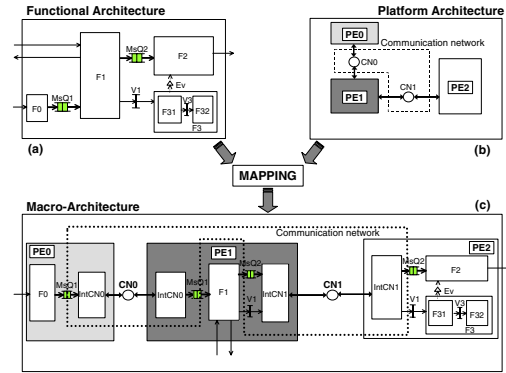 Functional Architecture
Platform Architecture
MsQ2
F2
F1
Ev
MsQ1
F0
V1
V3
F31
F32
F3
(a)
PE0
Communication network
CN0
PE2
PE1
CN1
(b)
MAPPING
Macro-Architecture
(c)
Communication network
PE0
PE1
PE2
MsQ1
CN0
MsQ1
MsQ2
CN1
MsQ2
F0
IntCN0
IntCN0
F1
IntCN1
IntCN1
F2
V1
V1
Ev
V3
F31
F32
F3